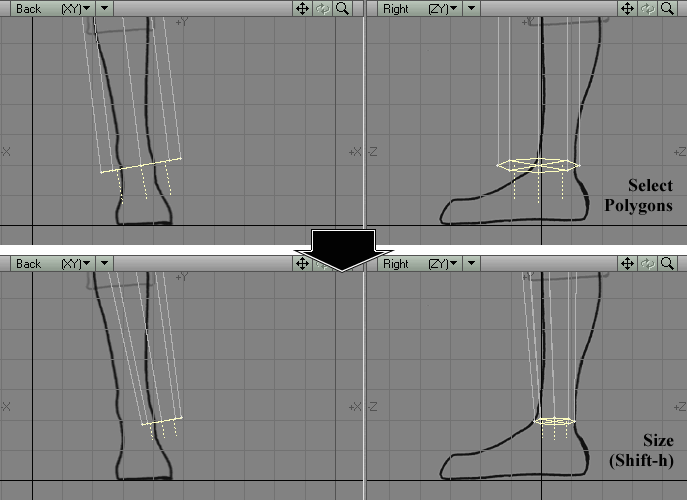 Back (XY)
Right (ZY)
+Y
+Y
-X
+X
-Z
+Z
Select
Polygons
Back (XY)
Right (ZY)
+Y
-X
+X
-Z
+Z
Size
(Shift-h)